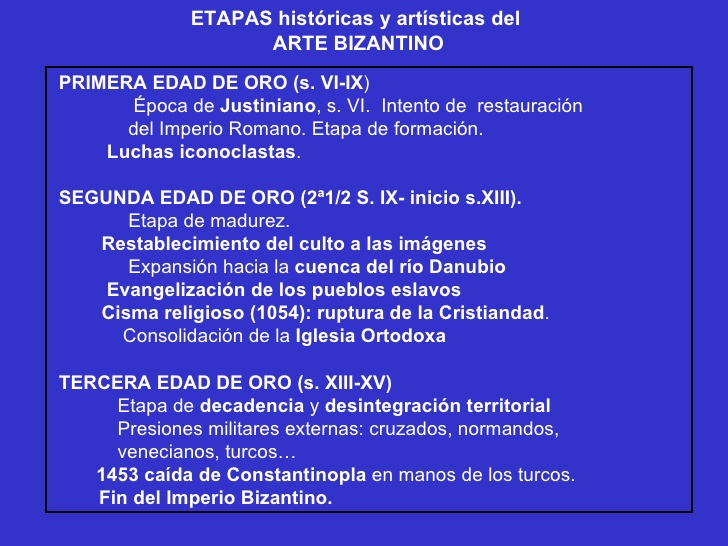 ETAPAS históricas y artísticas del
ARTE BIZANTINO
PRIMERA EDAD DE ORO (s. VI-IX)
Época de Justiniano, s. VI. Intento de restauración
del Imperio Romano. Etapa de formación.
Luchas iconoclastas.
SEGUNDA EDAD DE ORO (2ª1/2 S. IX- inicio s.XIII).
Etapa de madurez.
Restablecimiento del culto a las imágenes
Expansión hacia la cuenca del río Danubio
Evangelización de los pueblos eslavos
Cisma religioso (1054): ruptura de la Cristiandad.
Consolidación de la Iglesia Ortodoxa
TERCERA EDAD DE ORO (s. XIII-XV)
Etapa de decadencia y desintegración territorial
Presiones militares externas: cruzados, normandos,
venecianos, turcos…
1453 caída de Constantinopla en manos de los turcos.
Fin del Imperio Bizantino.